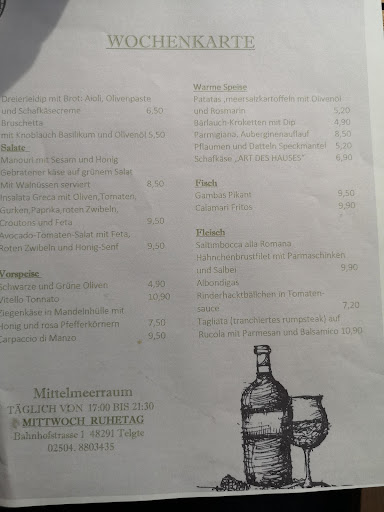 WOCHENKARTE
Dreierleidip mit Brot: Aioli, Olivenpaste
und Schafkäsecreme 6,50
Bruschetta
mit Knoblauch Basilikum und Olivenöl 5,50
Salate
Manouri mit Sesam und Honig
Gebratener käse auf grünem Salat
Mit Walnüssen serviert 8,50
Insalata Greca mit Oliven,Tomaten,
Gurken,Paprika,roten Zwibeln,
Croutons und Feta 9,50
Avocado-Tomaten-Salat mit Feta,
Roten Zwibeln und Honig-Senf 9,50
Vorspeise
Schwarze und Grüne Oliven 4,90
Vitello Tonnato 10,90
Ziegenkäse in Mandelnhülle mit
Honig und rosa Pfefferkörnern 7,50
Carpaccio di Manzo 9,50
Warme Speise
Patatas ,meersalzkartoffeln mit Olivenöl
und Rosmarin 5,20
Bärlauch-Kroketten mit Dip 4,90
Parmigiana, Auberginenauflauf 8,50
Pflaumen und Datteln Speckmantel 5,20
Schafkäse „ART DES HAUSES" 6,90
Fisch
Gambas Pikant 9,50
Calamari Fritos 9,90
Fleisch
Saltimbocca alla Romana
Hähnchenbrustfilet mit Parmaschinken
und Salbei 9,90
Albondigas
Rinderhacktbällchen in Tomaten-
sauce 7,20
Tagliata (tranchiertes rumpsteak) auf
Rucola mit Parmesan und Balsamico 10,90
Mittelmeerraum
TÄGLICH VON 17:00 BIS 21:30
MITTWOCH RUHETAG
Bahnhofstrasse 1 48291 Telgte
02504. 8803435